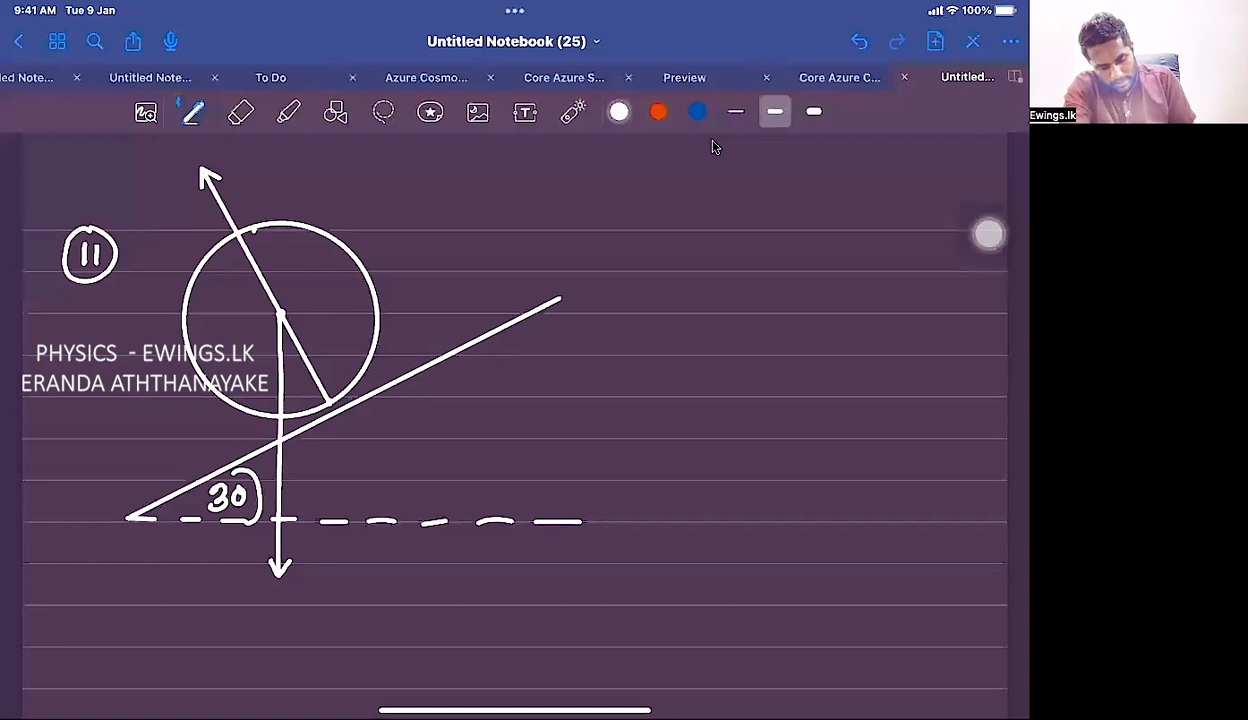 9:41 AM Tue 9 Jan
100%
Untitled Notebook (25)
led Note...
Untitled Note...
To Do
Azure Cosmo...
Core Azure S...
Preview
Core Azure C...
Untitled...
Ewings.lk
11
PHYSICS - EWINGS.LK
ERANDA ATHTHANAYAKE
30